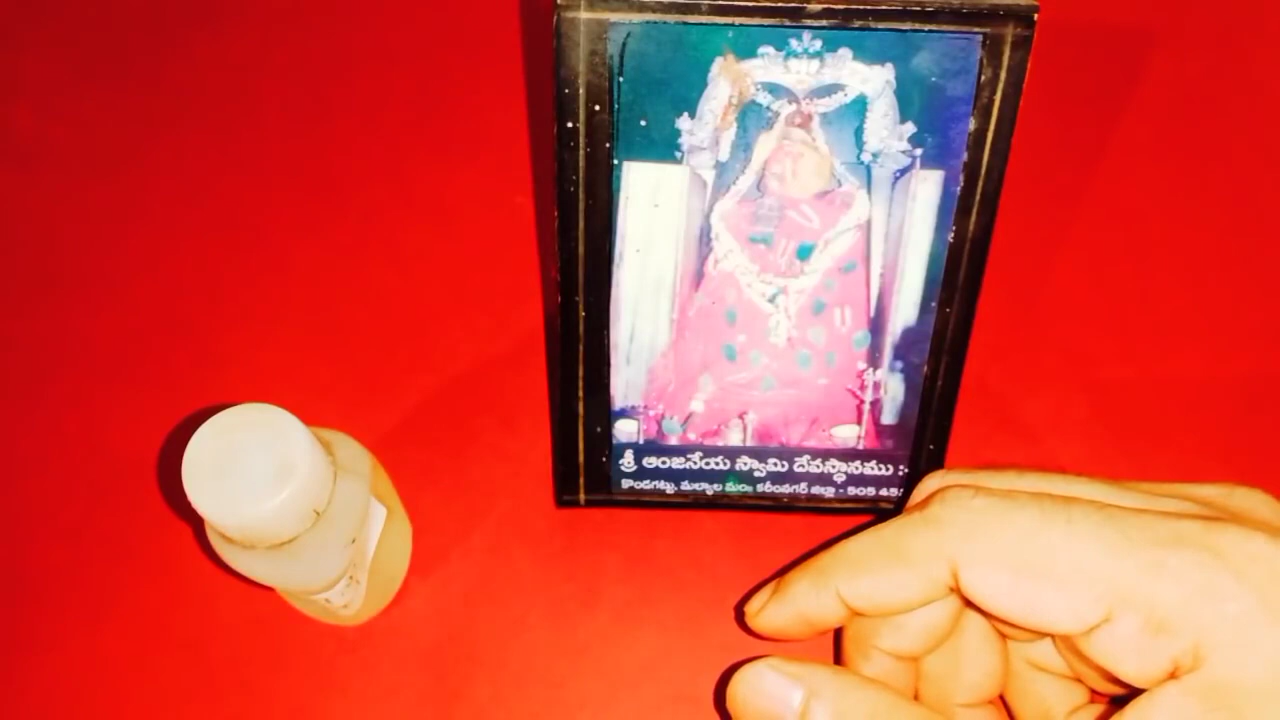 శ్రీ ఆంజనేయ స్వామి దేవస్థానము :-
కొండగట్టు, మల్యాల మం॥ కరీంనగర్ జిల్లా - 505 45